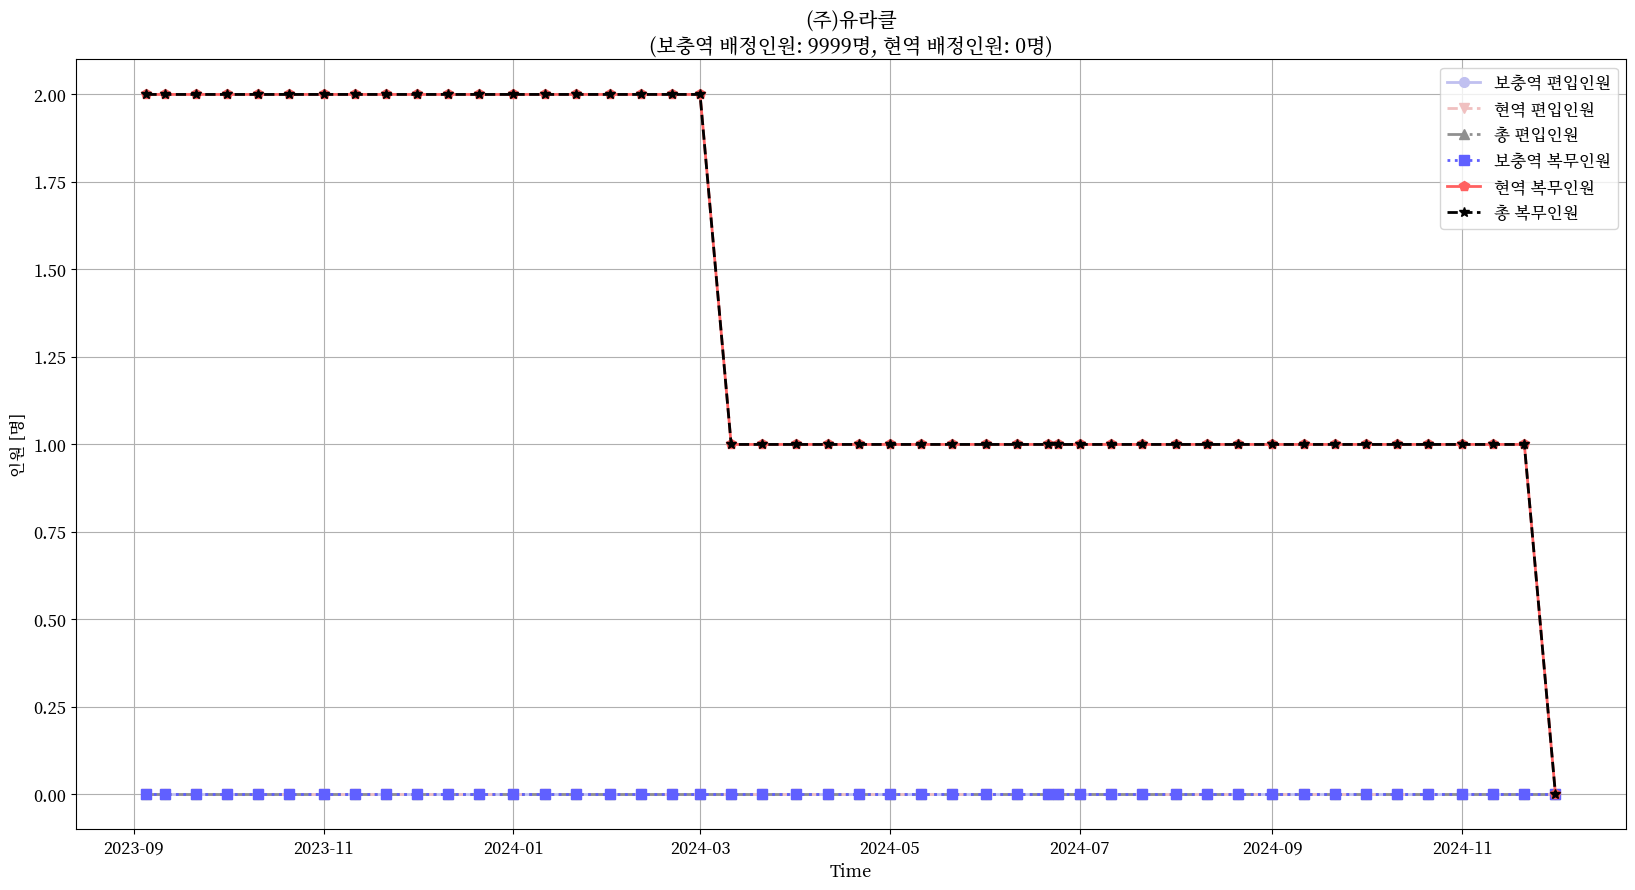 (주)유라클
(보충역 배정인원: 9999명, 현역 배정인원: 0명)
보충역 편입인원
현역 편입인원
총 편입인원
보충역 복무인원
현역 복무인원
총 복무인원
인원 [명]
2.00
1.75
1.50
1.25
1.00
0.75
0.50
0.25
0.00
2023-09
2023-11
2024-01
2024-03
2024-05
2024-07
2024-09
2024-11
Time